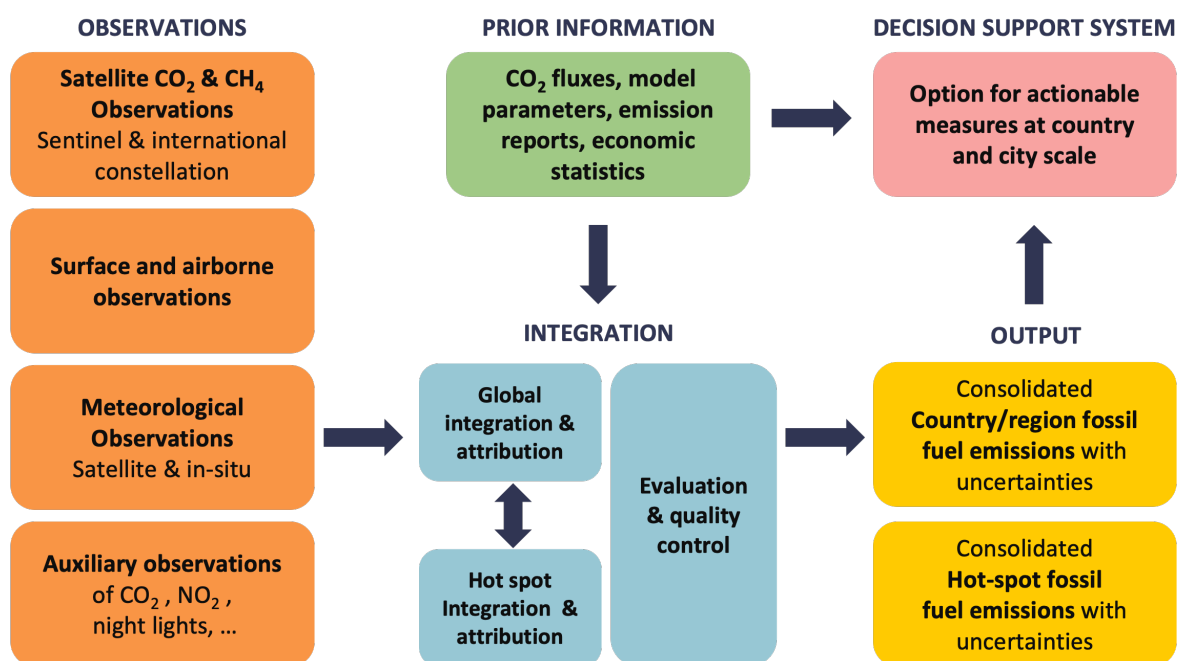 OBSERVATIONS
Satellite CO₂ & CH₄
Observations
Sentinel & international
constellation
Surface and airborne
observations
Meteorological
Observations
Satellite & in-situ
Auxiliary observations
of CO₂ , NO₂ ,
night lights, ...
PRIOR INFORMATION
CO₂ fluxes, model
parameters, emission
reports, economic
statistics
INTEGRATION
Global
integration &
attribution
Hot spot
Integration &
attribution
Evaluation
& quality
control
DECISION SUPPORT SYSTEM
Option for actionable
measures at country
and city scale
OUTPUT
Consolidated
Country/region fossil
fuel emissions with
uncertainties
Consolidated
Hot-spot fossil
fuel emissions with
uncertainties